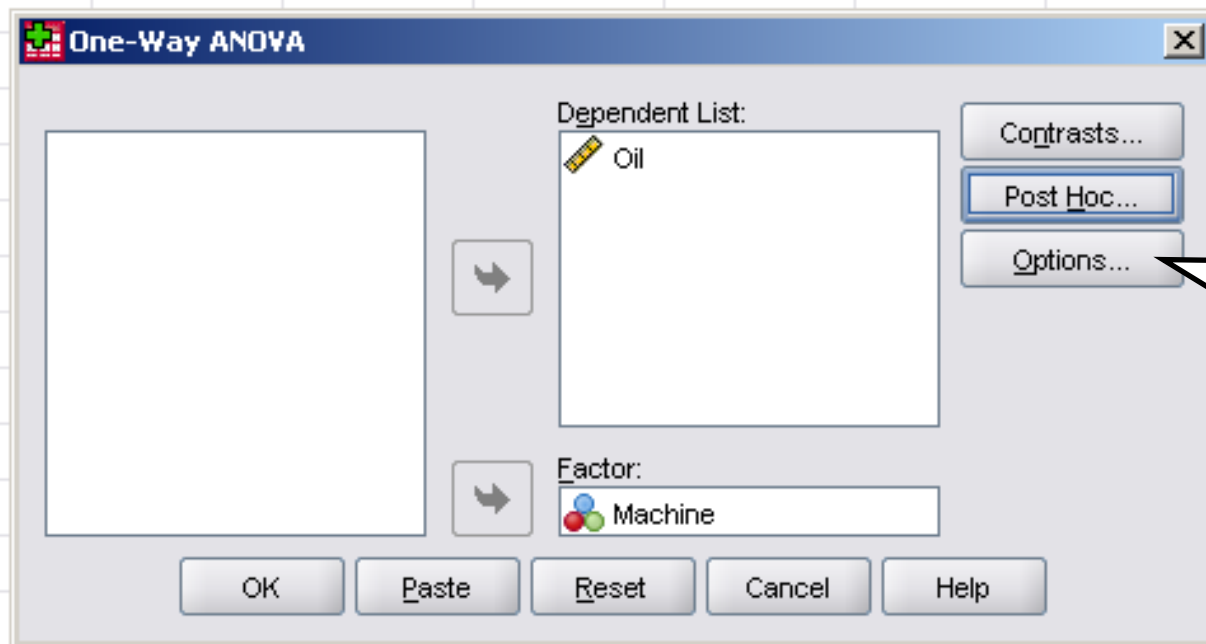 One-Way ANOVA
Dependent List:
Oil
Contrasts...
Post Hoc...
Options...
Factor:
Machine
OK
Paste
Reset
Cancel
Help